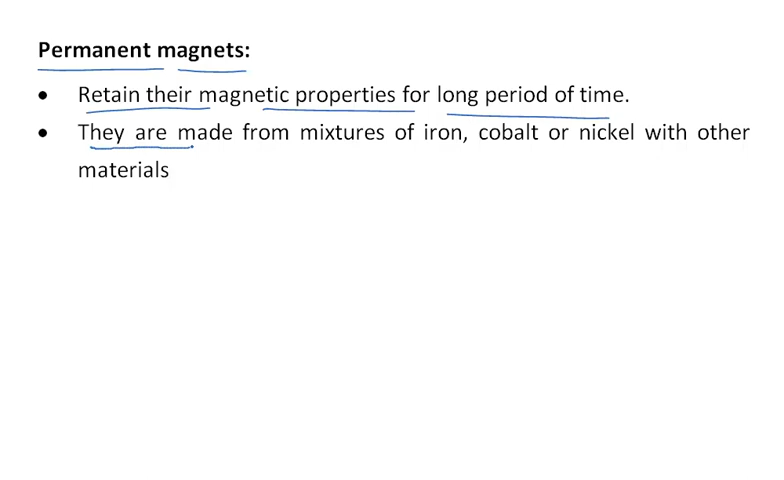 Permanent magnets:
• Retain their magnetic properties for long period of time.
• They are made from mixtures of iron, cobalt or nickel with other
materials